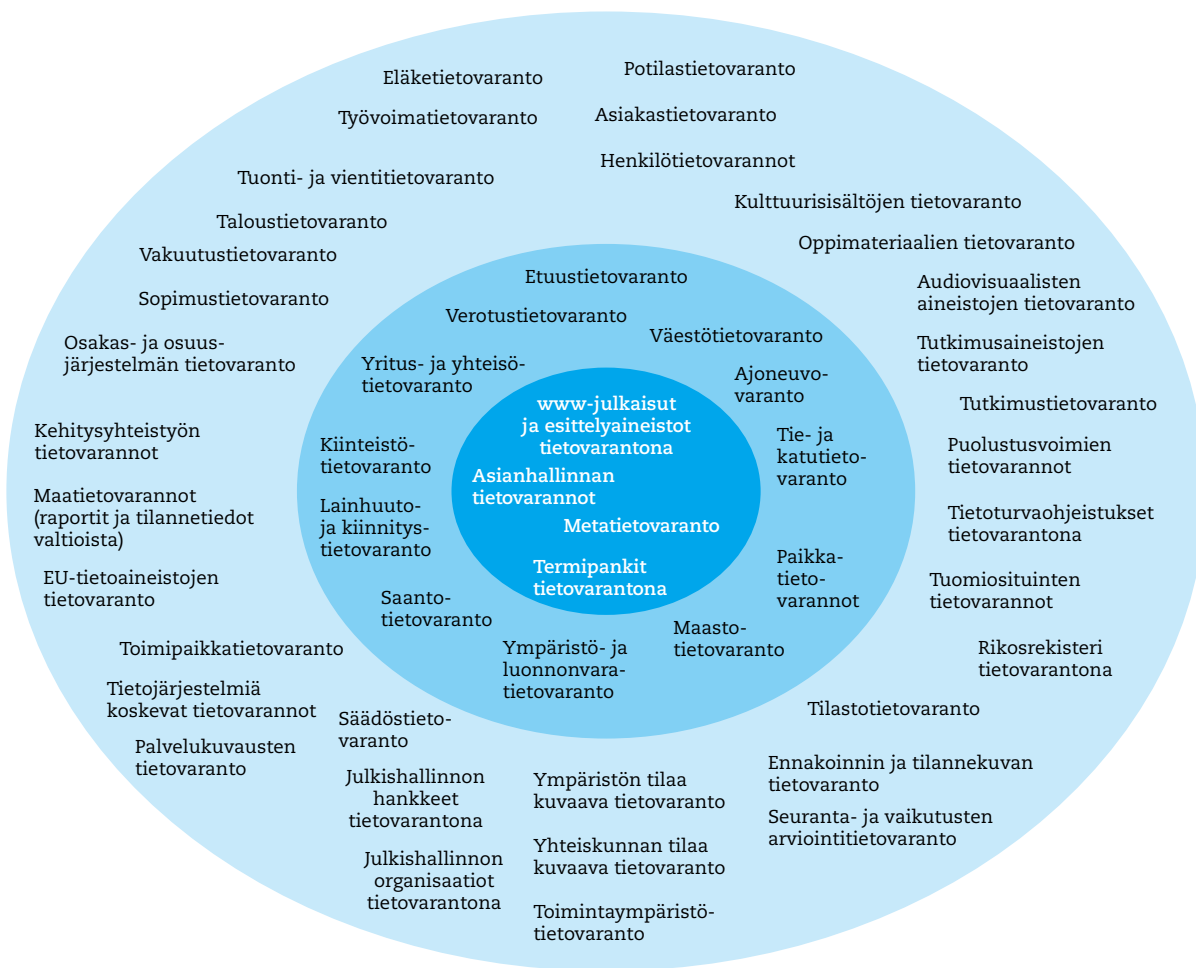 Eläketietovaranto
Potilastietovaranto
Työvoimatietovaranto
Asiakastietovaranto
Henkilötietovarannot
Tuonti- ja vientitietovaranto
Kulttuurisisältöjen tietovaranto
Taloustietovaranto
Oppimateriaalien tietovaranto
Vakuutustietovaranto
Sopimustietovaranto
Osakas- ja osuus-
järjestelmän tietovaranto
Audiovisuaalisten
aineistojen tietovaranto
Tutkimusaineistojen
tietovaranto
Tutkimustietovaranto
Etuustietovaranto
Verotustietovaranto
Väestötietovaranto
Yritus- ja yhteisö-
tietovaranto
Ajoneuvo-
varanto
www-julkaisut
ja esittelyaineistot
tietovarantona
Asianhallinnan
tietovarannot
Metatietovaranto
Termipankit
tietovarantona
Kiinteistö-
tietovaranto
Tie- ja
katutieto-
varanto
Lainhuuto-
ja kiinnitys-
tietovaranto
Paikka-
tieto-
varannot
Saanto-
tietovaranto
Ympäristö- ja
luonnonvara-
tietovaranto
Maasto-
tietovaranto
Kehitysyhteistyön
tietovarannot
Maatietovarannot
(raportit ja tilannetiedot
valtioista)
EU-tietoaineistojen
tietovaranto
Toimipaikkatietovaranto
Tietojärjestelmiä
koskevat tietovarannot
Palvelukuvausten
tietovaranto
Puolustusvoimien
tietovarannot
Tietoturvaohjeistukset
tietovarantona
Tuomiosituinten
tietovarannot
Rikosrekisteri
tietovarantona
Tilastotietovaranto
Säädöstieto-
varanto
Julkishallinnon
hankkeet
tietovarantona
Julkishallinnon
organisaatiot
tietovarantona
Ympäristön tilaa
kuvaava tietovaranto
Yhteiskunnan tilaa
kuvaava tietovaranto
Toimintaympäristö-
tietovaranto
Ennakoinnin ja tilannekuvan
tietovaranto
Seuranta- ja vaikutusten
arviointitietovaranto